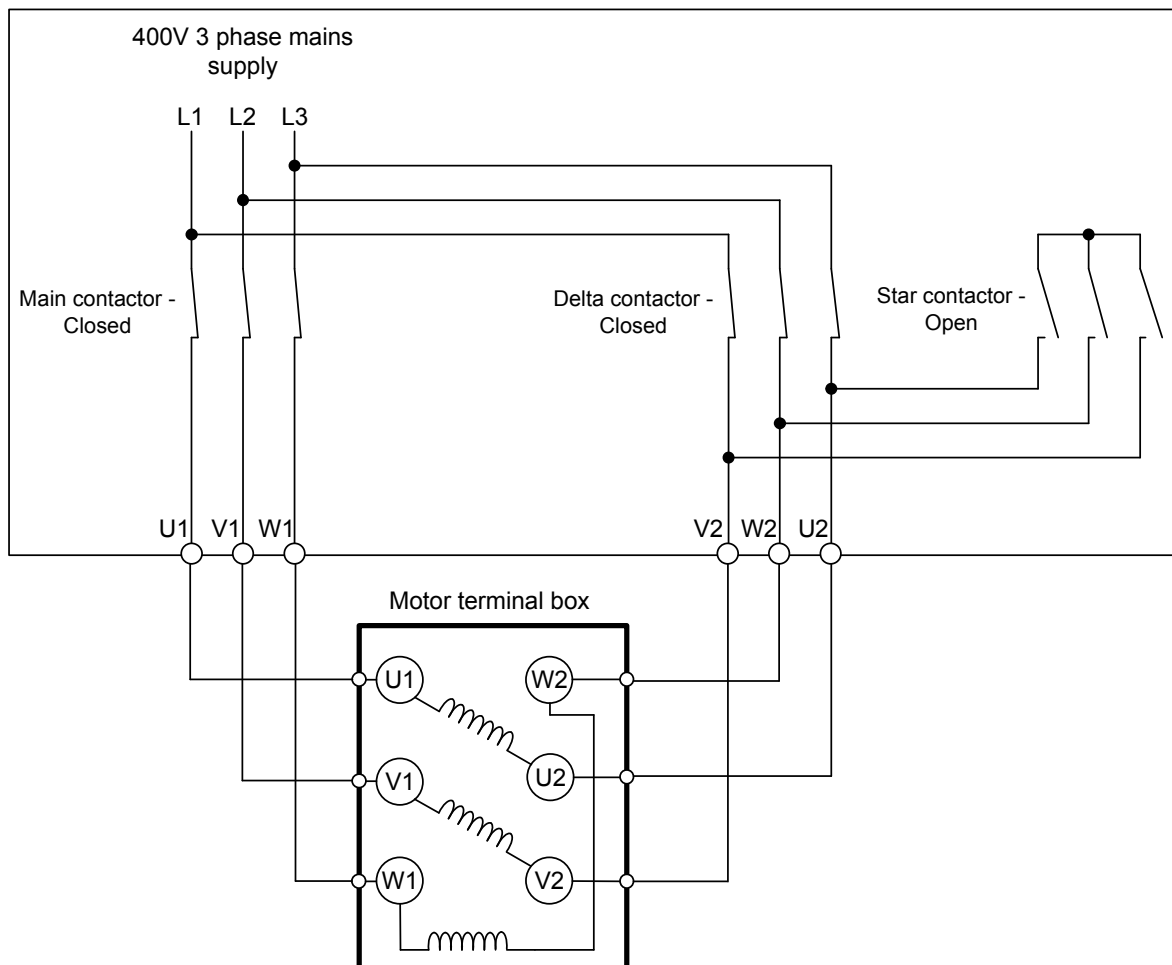 400V 3 phase mains
supply
L1 L2 L3
Main contactor -
Closed
Delta contactor -
Closed
Star contactor -
Open
U1 V1 W1 V2 W2 U2
Motor terminal box
U1 W2
V1 U2
W1 V2